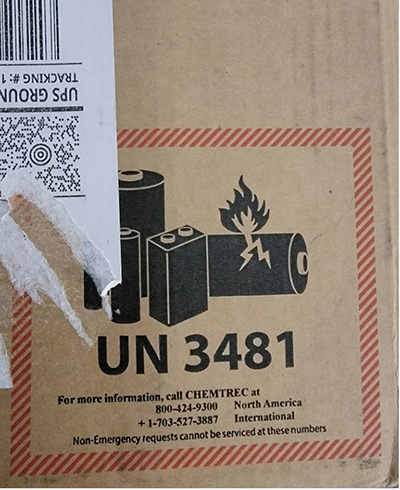 UPS GROUN
TRACKING #: 1
UN 3481
For more information, call CHEMTREC at
800-424-9300 North America
+ 1-703-527-3887 International
Non-Emergency requests cannot be serviced at these numbers